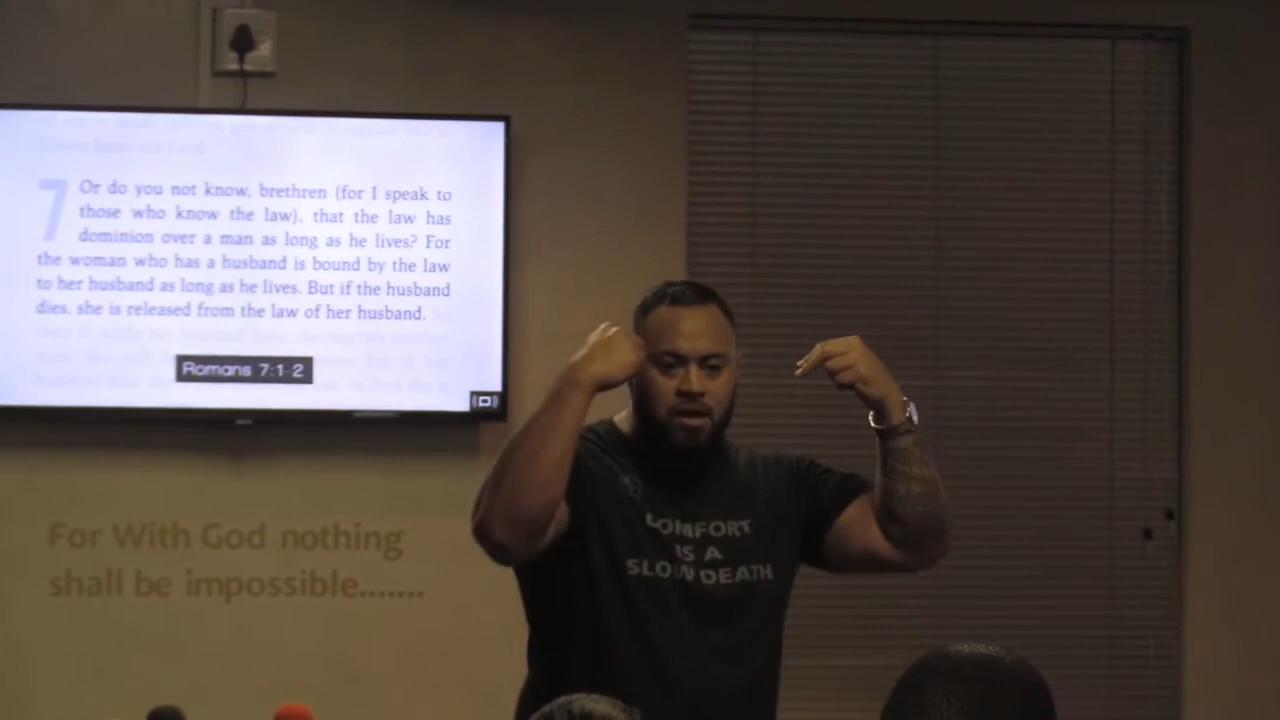 7
Or do you not know, brethren (for I speak to
those who know the law), that the law has
dominion over a man as long as he lives? For
the woman who has a husband is bound by the law
to her husband as long as he lives. But if the husband
dies, she is released from the law of her husband.
Romans 7:1-2
For With God nothing
shall be impossible.......
COMFORT
IS A
SLOW DEATH